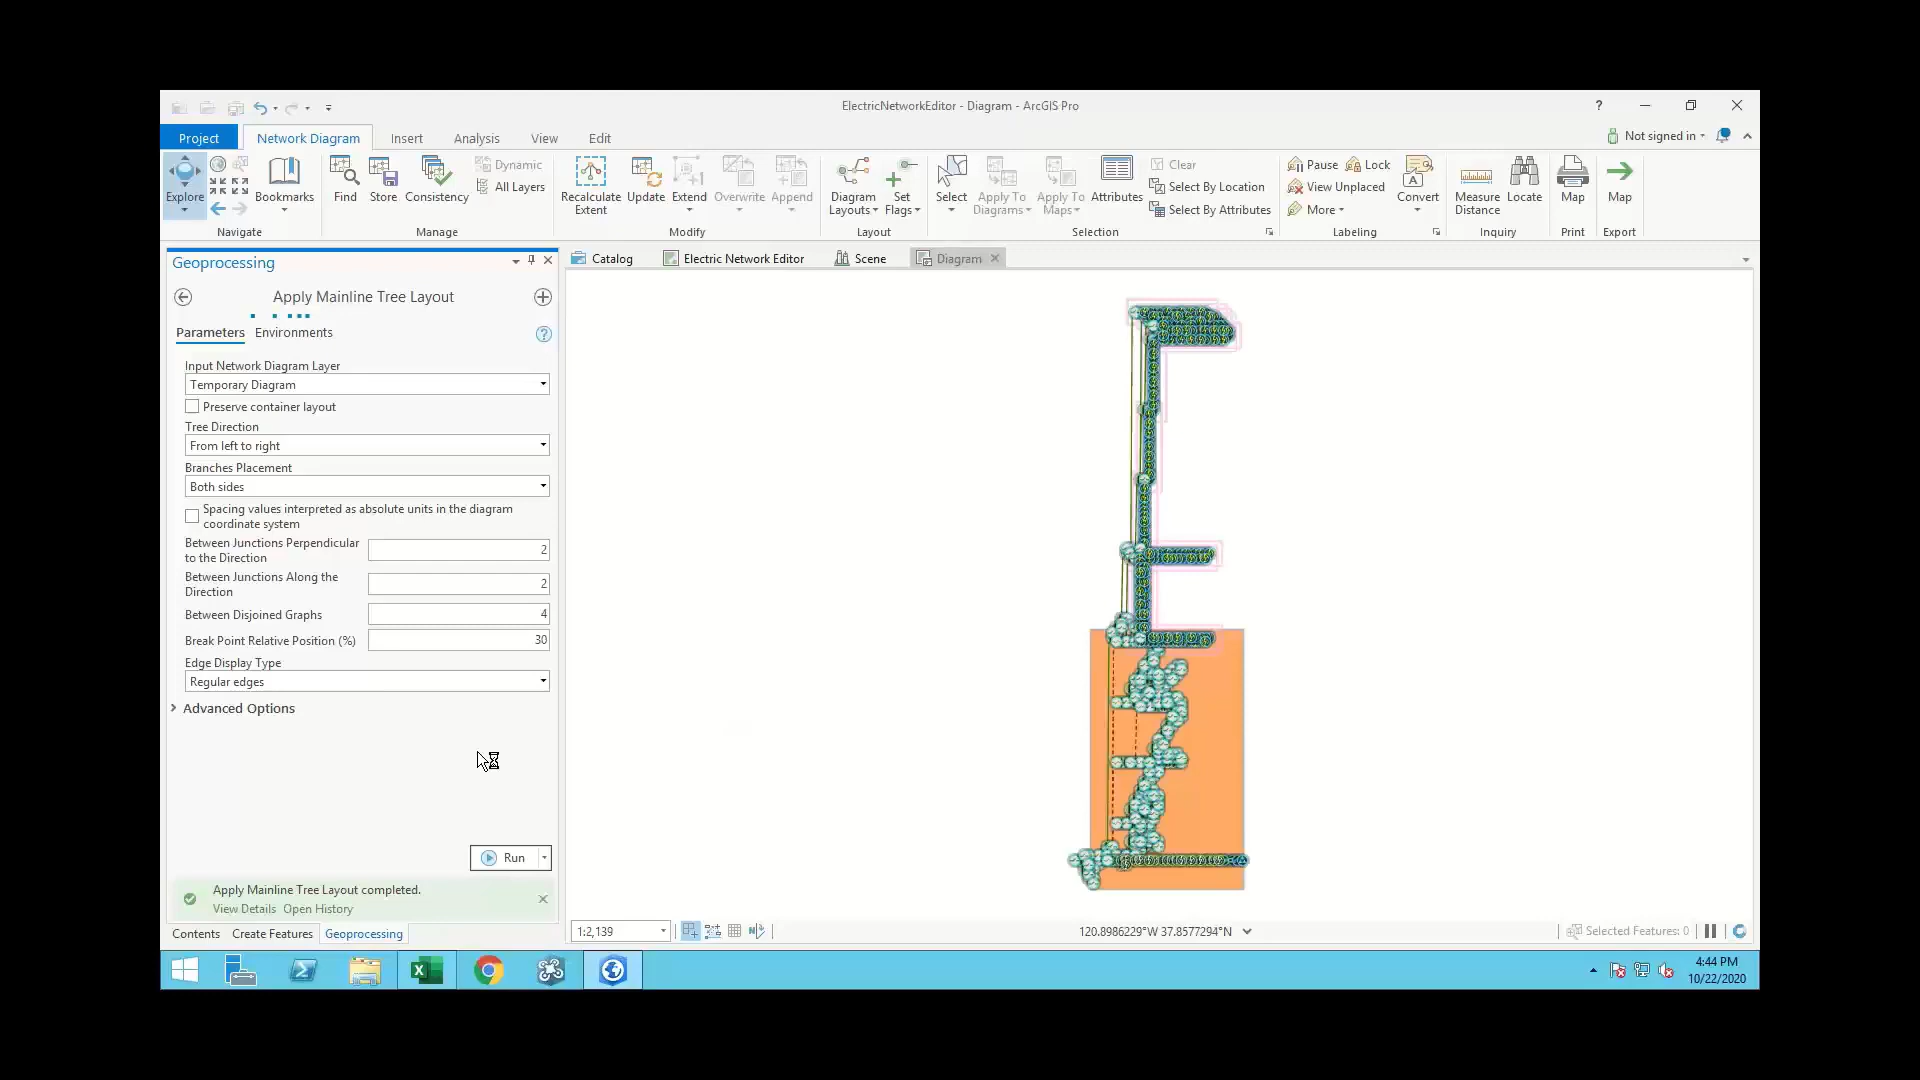 ElectricNetworkEditor - Diagram - ArcGIS Pro
?
Project
Network Diagram
Insert
Analysis
View
Edit
Not signed in
Explore
Bookmarks
Navigate
Find
Store
Consistency
Dynamic
All Layers
Manage
Recalculate
Extent
Update
Extend
Overwrite
Append
Modify
Diagram
Layouts
Set
Flags
Layout
Select
Apply To
Diagrams
Apply To
Maps
Attributes
Clear
Select By Location
Select By Attributes
Selection
Pause
Lock
View Unplaced
More
Convert
Labeling
Measure
Distance
Locate
Inquiry
Map
Print
Map
Export
Geoprocessing
Catalog
Electric Network Editor
Scene
Diagram
Apply Mainline Tree Layout
Parameters
Environments
?
Input Network Diagram Layer
Temporary Diagram
Preserve container layout
Tree Direction
From left to right
Branches Placement
Both sides
Spacing values interpreted as absolute units in the diagram
coordinate system
Between Junctions Perpendicular
to the Direction
2
Between Junctions Along the
Direction
2
Between Disjoined Graphs
4
Break Point Relative Position (%)
30
Edge Display Type
Regular edges
Advanced Options
Run
Apply Mainline Tree Layout completed.
View Details Open History
Contents
Create Features
Geoprocessing
1:2,139
120.8986229°W 37.8577294°N
Selected Features: 0
4:44 PM
10/22/2020